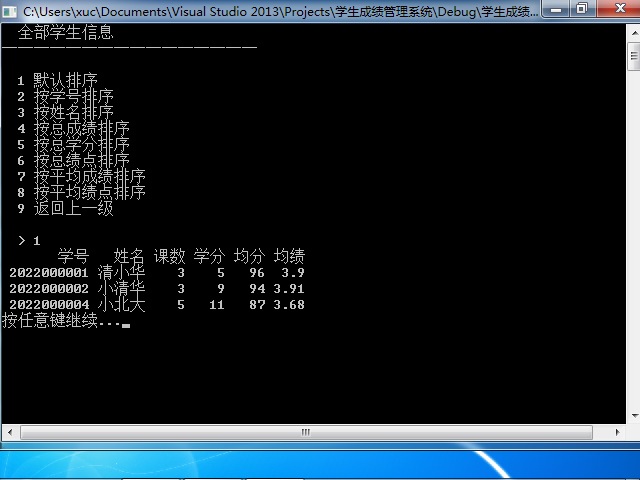 C:\Users\xuc\Documents\Visual Studio 2013\Projects\学生成绩管理系统\Debug\学生成绩...
全部学生信息
1 默认排序
2 按学号排序
3 按姓名排序
4 按总成绩排序
5 按总学分排序
6 按总绩点排序
7 按平均成绩排序
8 按平均绩点排序
9 返回上一级
> 1
学号 姓名 课数 学分 均分 均绩
2022000001 清小华 3 5 96 3.9
2022000002 小清华 3 9 94 3.91
2022000004 小北大 5 11 87 3.68
按任意键继续...